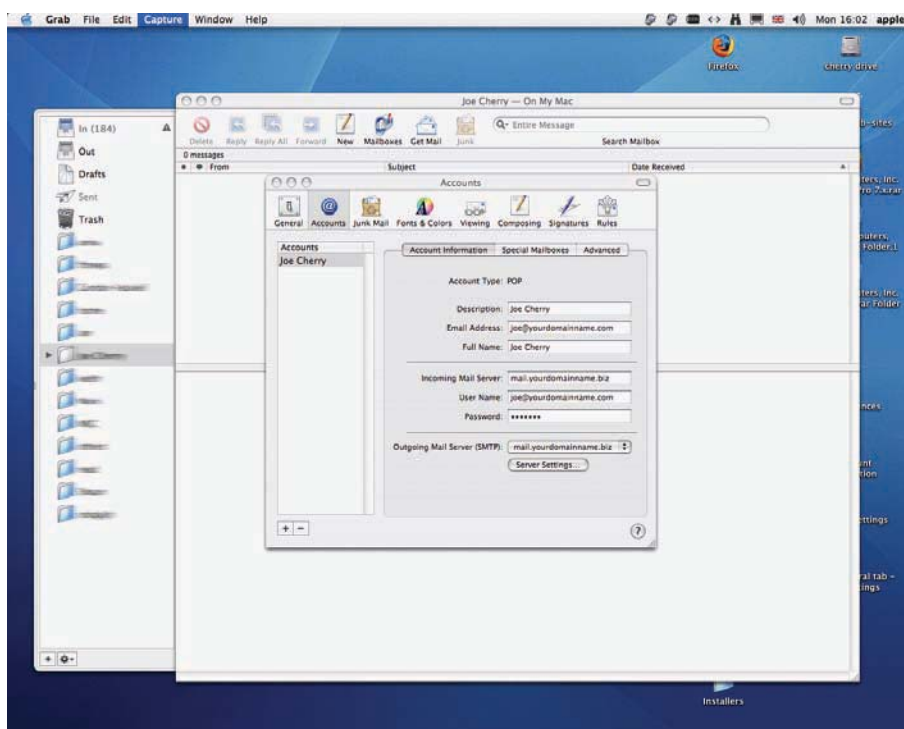 Grab File Edit Capture Window Help Mon 16:02 apple
Firefox
cherry drive
Joe Cherry — On My Mac
In (184)
Out
Drafts
Sent
Trash
Delete Reply Reply All Forward New Mailboxes Get Mail Junk
Entire Message
Search Mailbox
0 messages
From Subject Date Received
Accounts
General Accounts Junk Mail Fonts & Colors Viewing Composing Signatures Rules
Accounts
Joe Cherry
Account Information Special Mailboxes Advanced
Account Type: POP
Description: Joe Cherry
Email Address: joe@yourdomainname.com
Full Name: Joe Cherry
Incoming Mail Server: mail.yourdomainname.biz
User Name: joe@yourdomainname.com
Password: •••••••
Outgoing Mail Server (SMTP): mail.yourdomainname.biz
Server Settings...
+ −
?
Installers